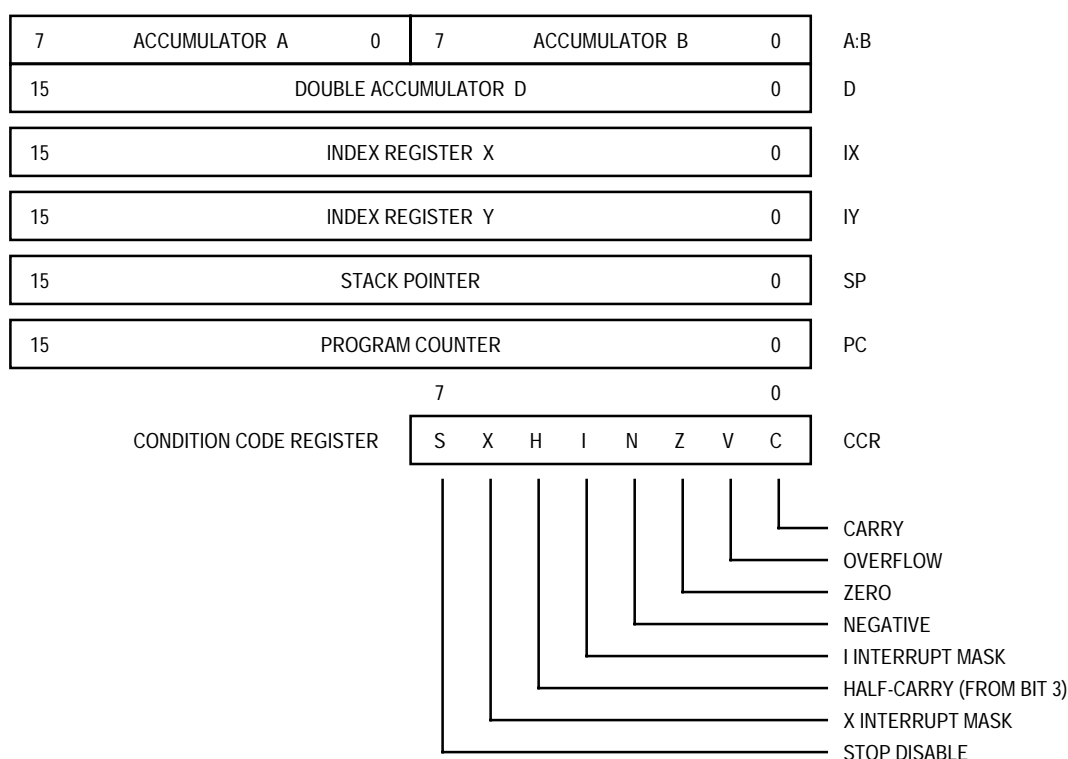 7 ACCUMULATOR A 0 7 ACCUMULATOR B 0 A:B
15 DOUBLE ACCUMULATOR D 0 D
15 INDEX REGISTER X 0 IX
15 INDEX REGISTER Y 0 IY
15 STACK POINTER 0 SP
15 PROGRAM COUNTER 0 PC
7 0
CONDITION CODE REGISTER S X H I N Z V C CCR
CARRY
OVERFLOW
ZERO
NEGATIVE
I INTERRUPT MASK
HALF-CARRY (FROM BIT 3)
X INTERRUPT MASK
STOP DISABLE